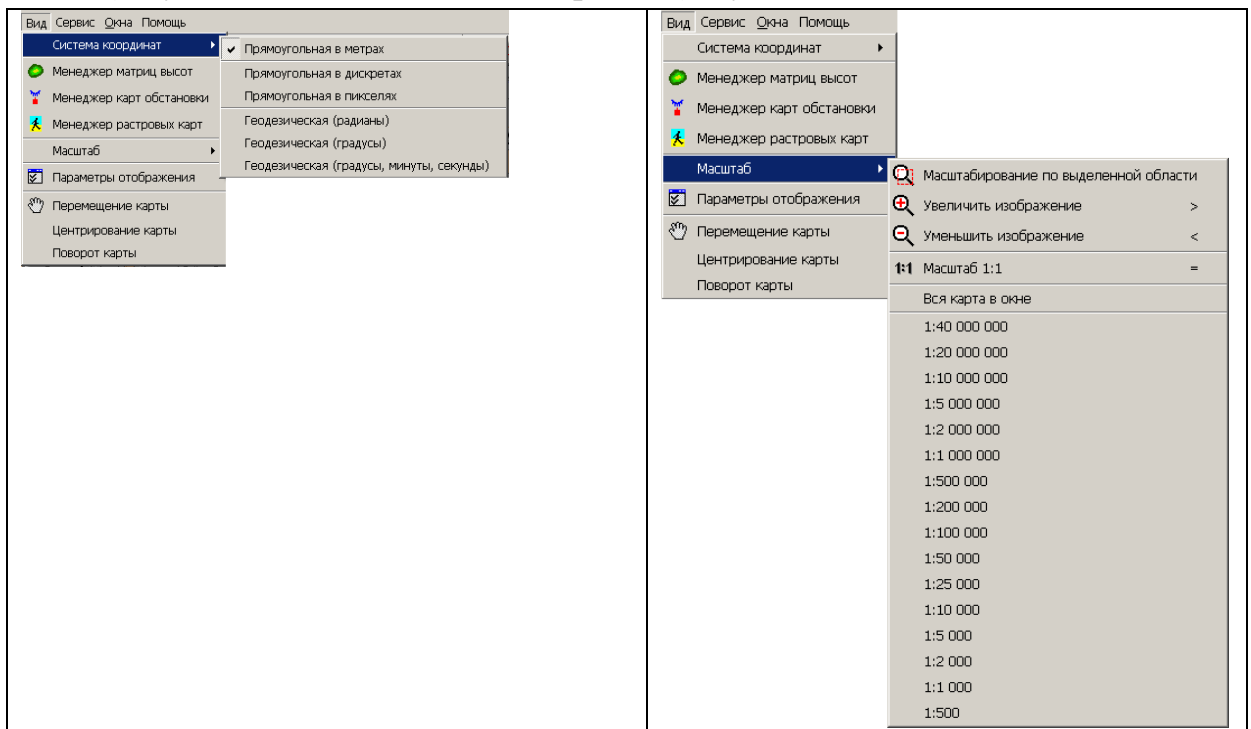 Вид Сервис Окна Помощь
Система координат
Прямоугольная в метрах
Прямоугольная в дискретах
Прямоугольная в пикселях
Геодезическая (радианы)
Геодезическая (градусы)
Геодезическая (градусы, минуты, секунды)
Менеджер матриц высот
Менеджер карт обстановки
Менеджер растровых карт
Масштаб
Параметры отображения
Перемещение карты
Центрирование карты
Поворот карты
Вид Сервис Окна Помощь
Система координат
Менеджер матриц высот
Менеджер карт обстановки
Менеджер растровых карт
Масштаб
Параметры отображения
Перемещение карты
Центрирование карты
Поворот карты
Масштабирование по выделенной области
Увеличить изображение >
Уменьшить изображение <
1:1 Масштаб 1:1 =
Вся карта в окне
1:40 000 000
1:20 000 000
1:10 000 000
1:5 000 000
1:2 000 000
1:1 000 000
1:500 000
1:200 000
1:100 000
1:50 000
1:25 000
1:10 000
1:5 000
1:2 000
1:1 000
1:500